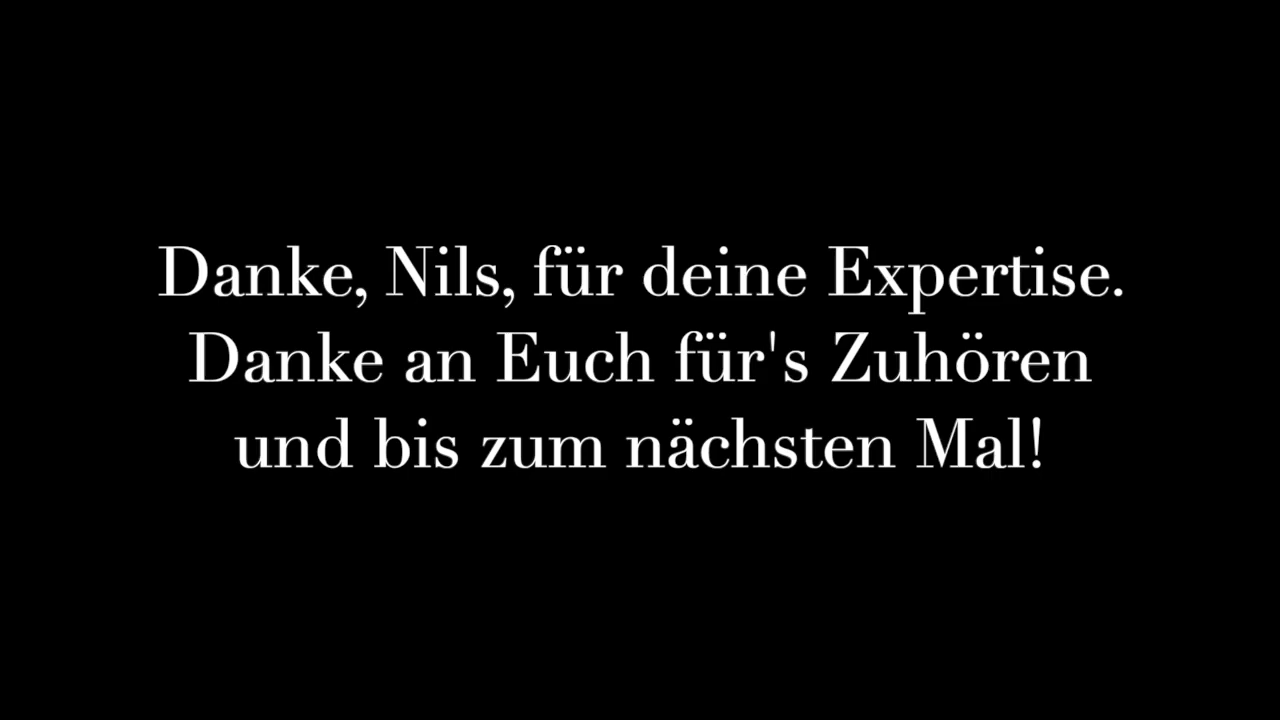 Danke, Nils, für deine Expertise.
Danke an Euch für's Zuhören
und bis zum nächsten Mal!